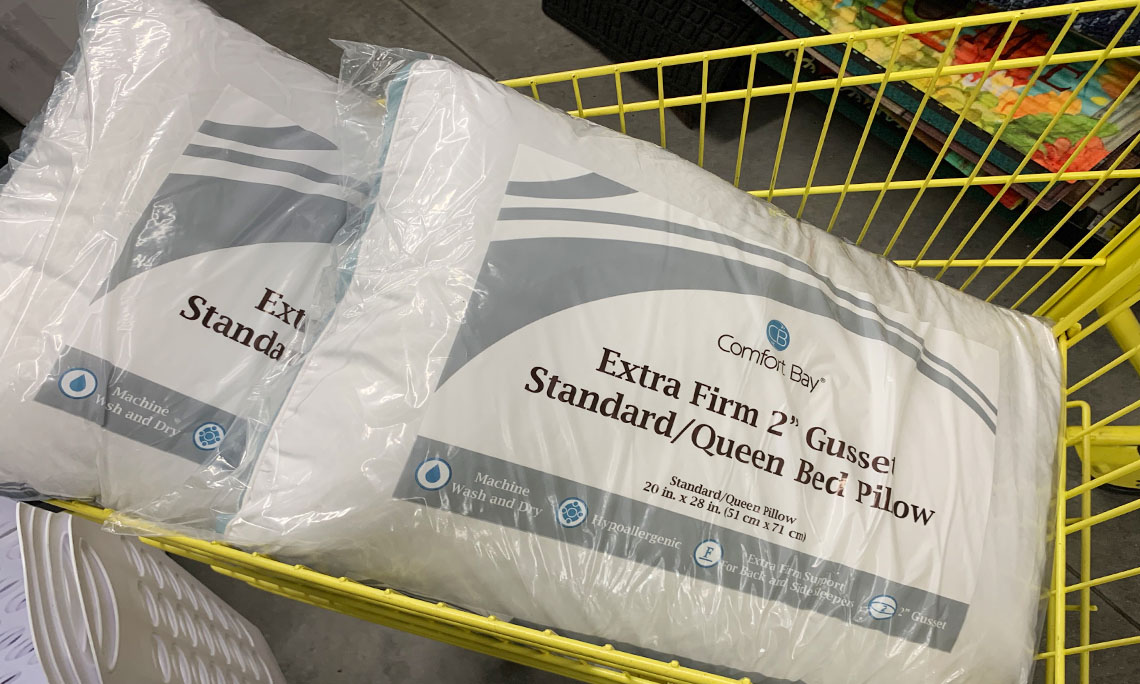 Ext
Standa
Machine
Wash and Dry
CB
Comfort Bay®
Extra Firm 2" Gusset
Standard/Queen Bed Pillow
Standard/Queen Pillow
20 in. x 28 in. (51 cm x 71 cm)
Machine
Wash and Dry
Hypoallergenic
F
Extra Firm Support
For Back and Side Sleepers
2" Gusset